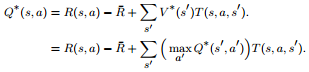 Q*(s, a) = R(s, a) − R̄ + ∑_{s′} V*(s′)T(s, a, s′).
= R(s, a) − R̄ + ∑_{s′} ( max_{a′} Q*(s′, a′) ) T(s, a, s′).